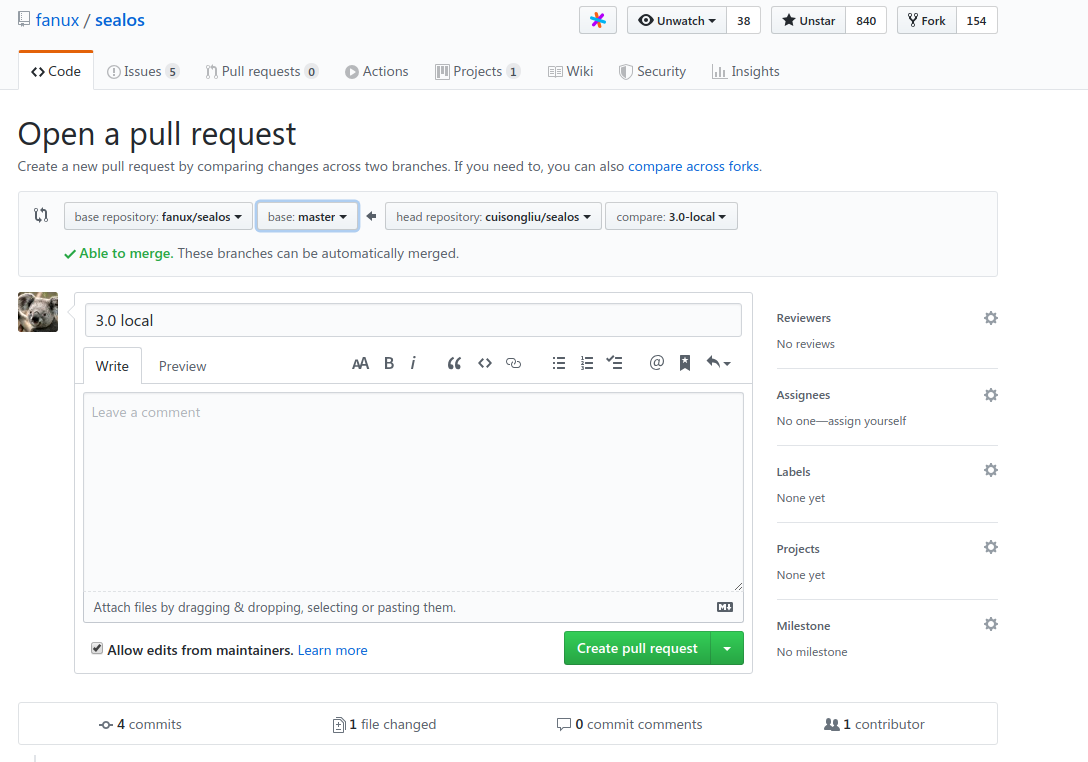 fanux / sealos Unwatch 38 Unstar 840 Fork 154
Code Issues 5 Pull requests 0 Actions Projects 1 Wiki Security Insights
Open a pull request
Create a new pull request by comparing changes across two branches. If you need to, you can also compare across forks.
base repository: fanux/sealos base: master head repository: cuisongliu/sealos compare: 3.0-local
Able to merge. These branches can be automatically merged.
3.0 local
Write Preview AA B i @
Leave a comment
Attach files by dragging & dropping, selecting or pasting them.
Allow edits from maintainers. Learn more Create pull request
Reviewers
No reviews
Assignees
No one—assign yourself
Labels
None yet
Projects
None yet
Milestone
No milestone
4 commits 1 file changed 0 commit comments 1 contributor